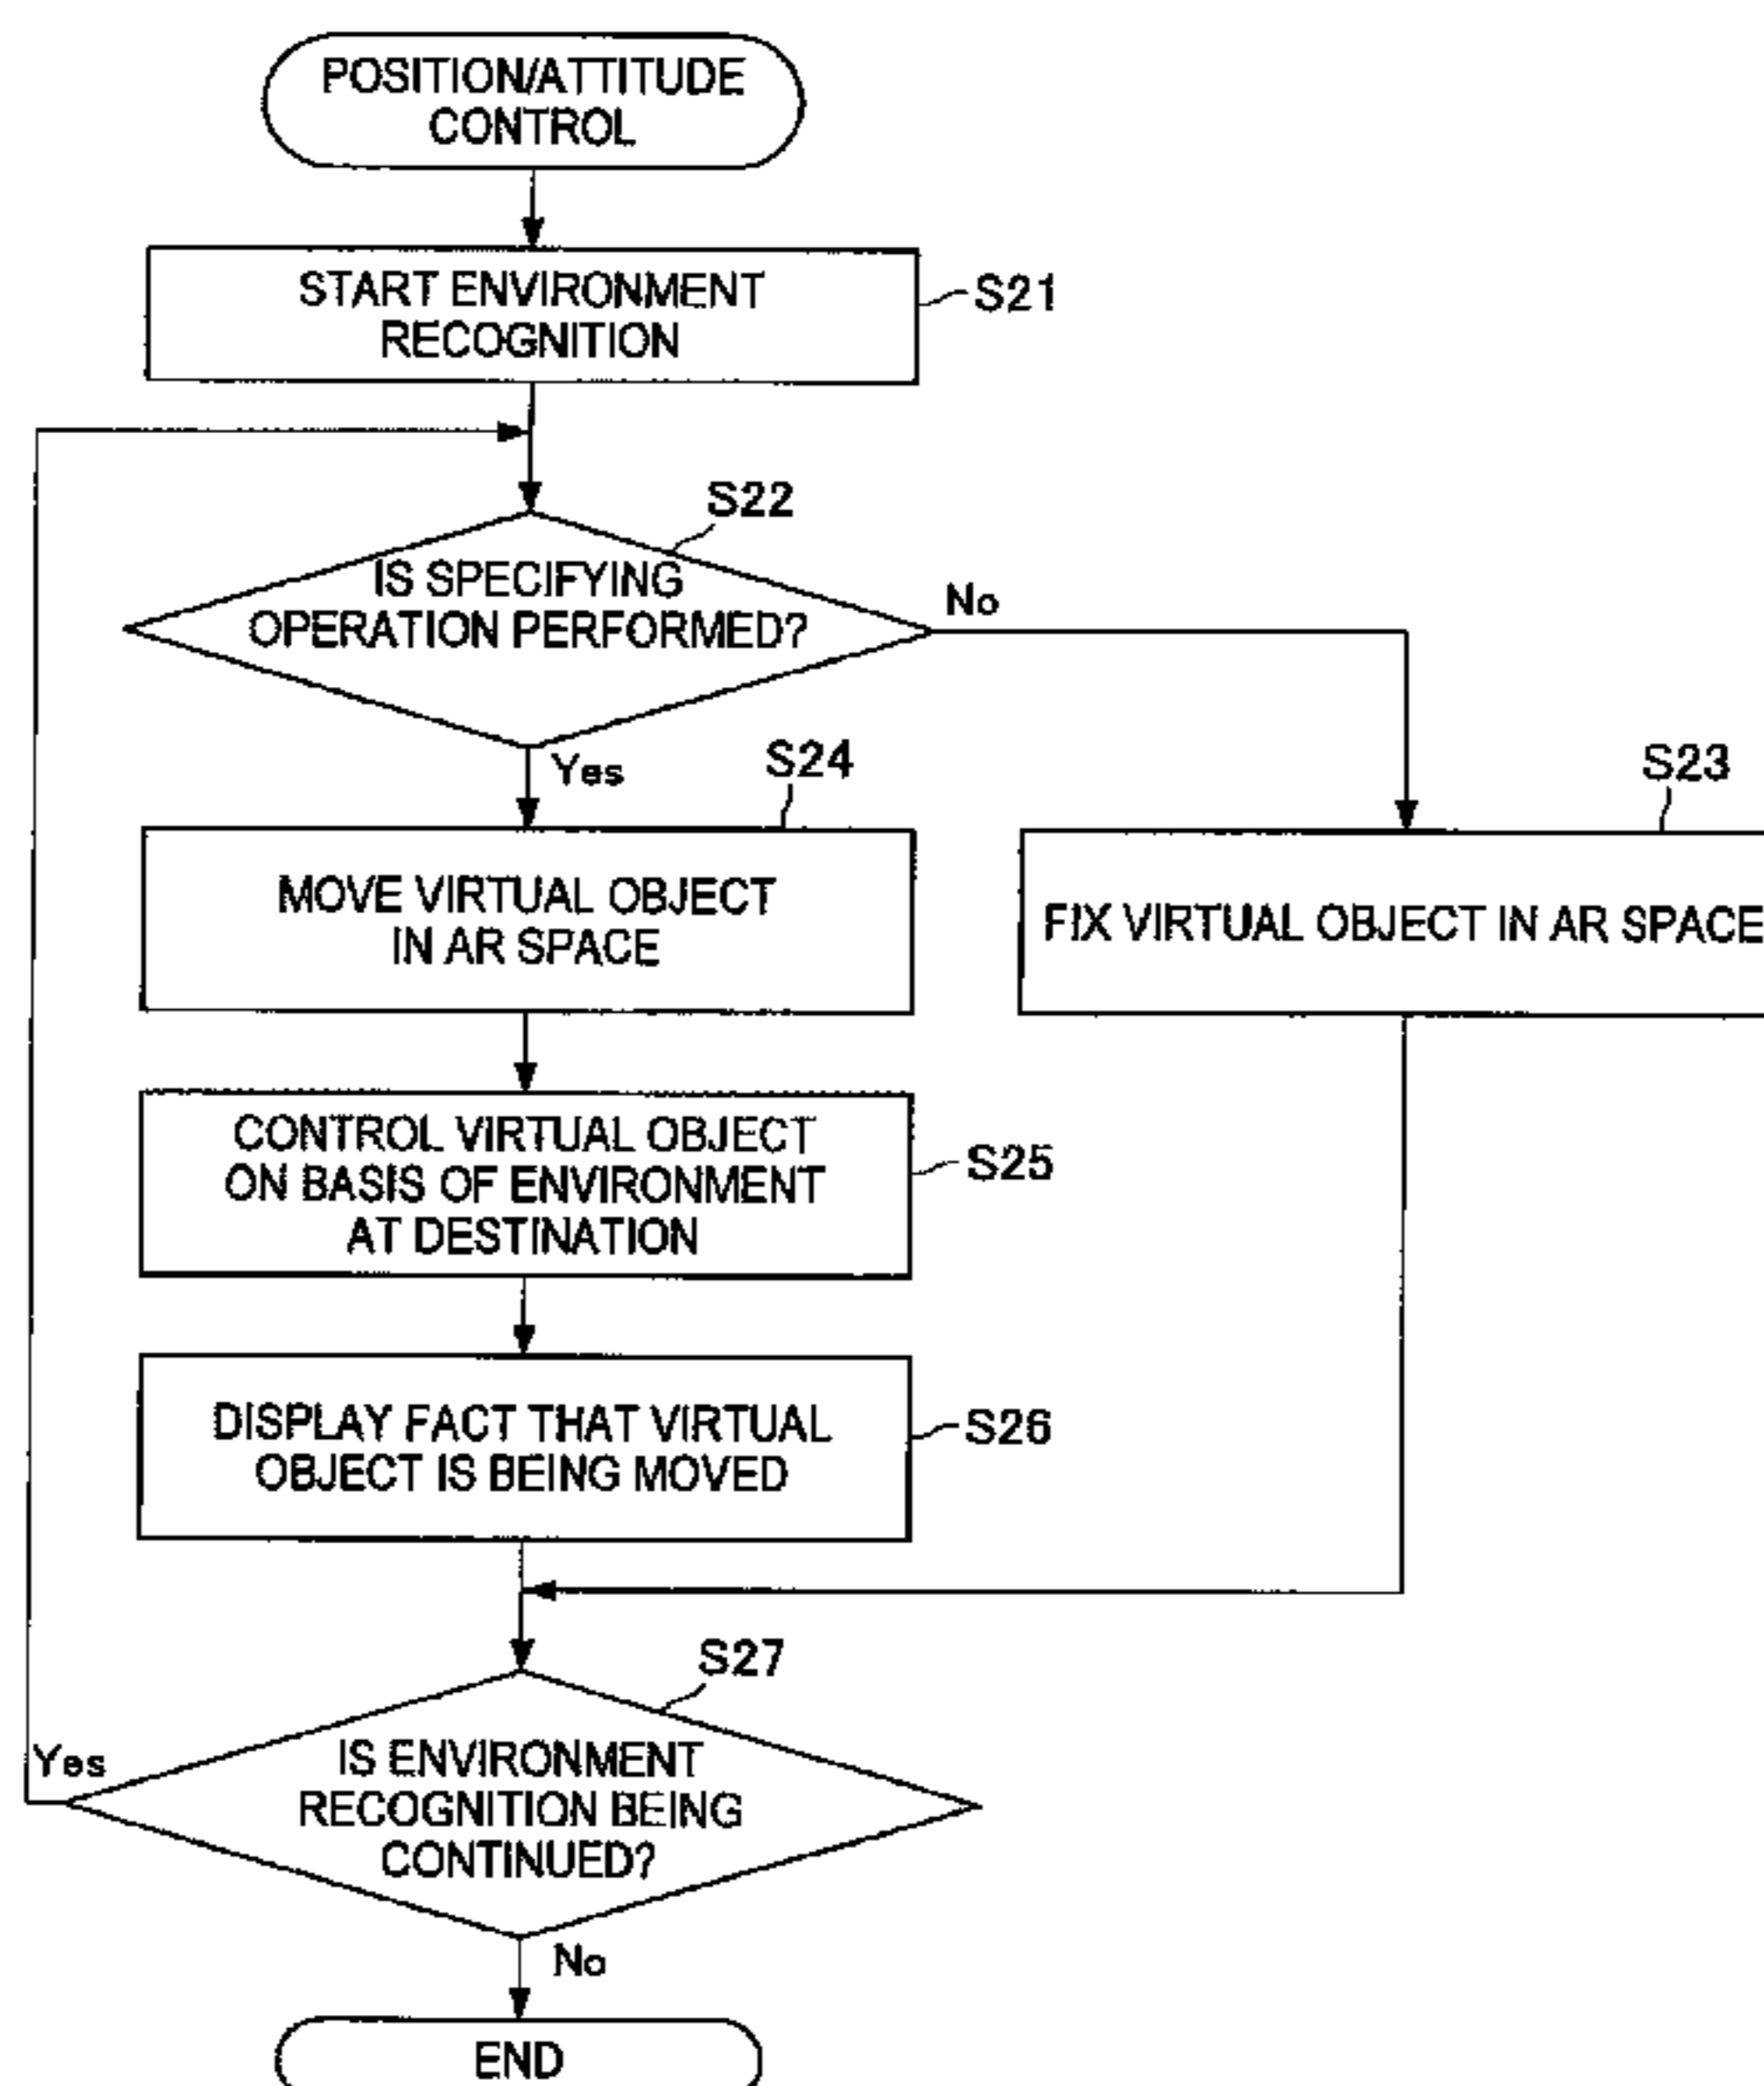 POSITION/ATTITUDE
CONTROL
START ENVIRONMENT
RECOGNITION
S21
S22
IS SPECIFYING
OPERATION PERFORMED?
No
Yes
S24
S23
MOVE VIRTUAL OBJECT
IN AR SPACE
FIX VIRTUAL OBJECT IN AR SPACE
CONTROL VIRTUAL OBJECT
ON BASIS OF ENVIRONMENT
AT DESTINATION
S25
DISPLAY FACT THAT VIRTUAL
OBJECT IS BEING MOVED
S26
S27
Yes
IS ENVIRONMENT
RECOGNITION BEING
CONTINUED?
No
END